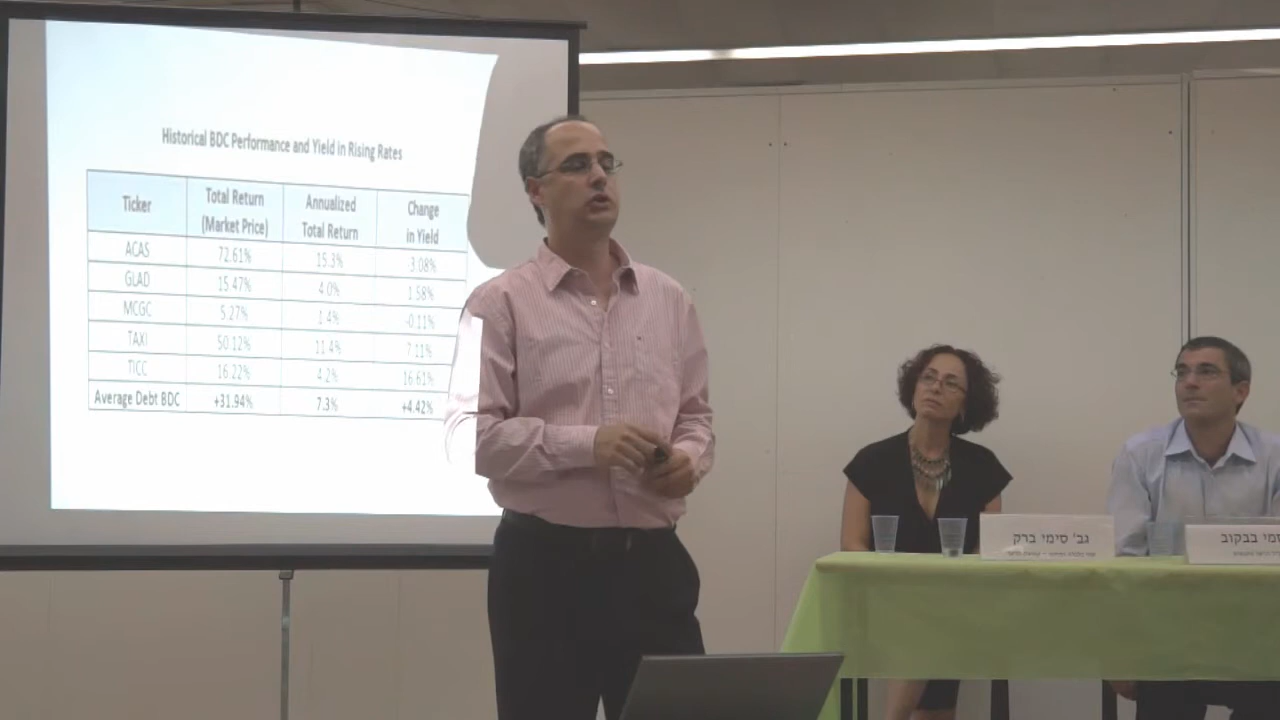 Historical BDC Performance and Yield in Rising Rates
Ticker Total Return (Market Price) Annualized Total Return Change in Yield
ACAS 72.61% 15.3% 3.08%
GLAD 15.47% 4.0% 1.58%
MCGC 5.27% 1.4% -0.11%
TAXI 50.12% 11.4% 7.11%
TICC 16.22% 4.2% 16.61%
Average Debt BDC +31.94% 7.3% +4.42%
גב' סימי ברק
בבקוב